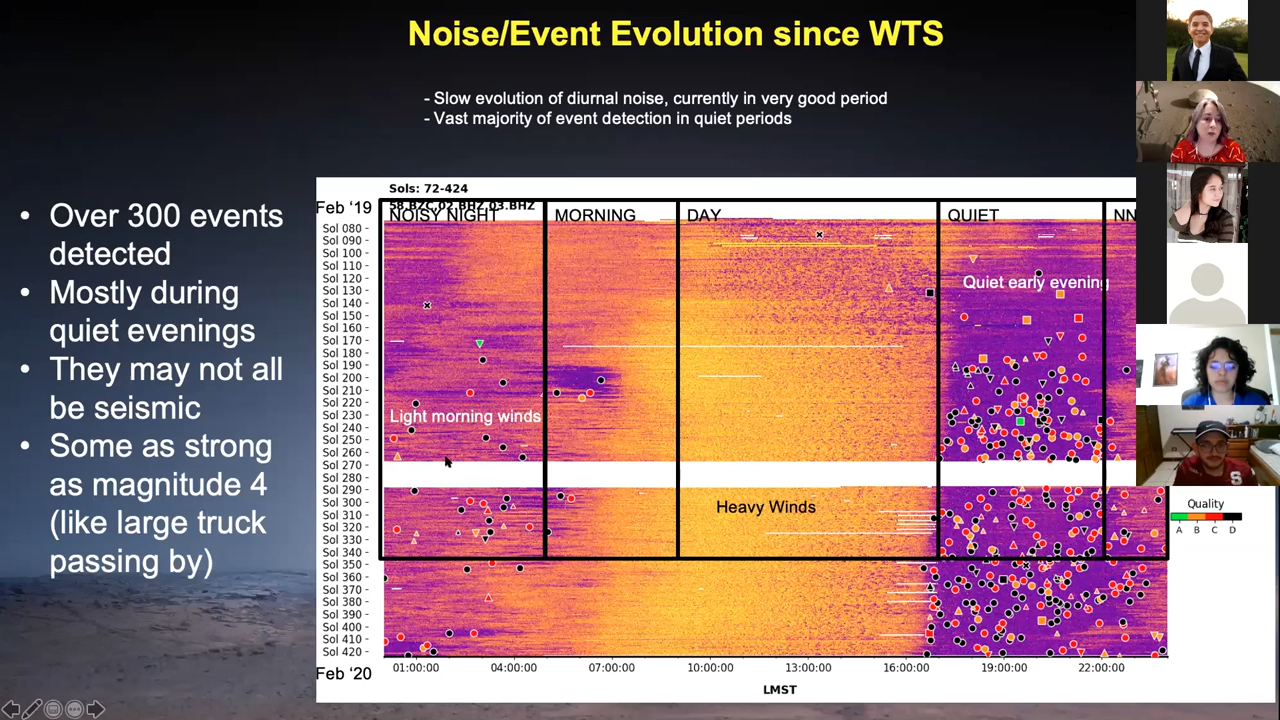 Noise/Event Evolution since WTS
- Slow evolution of diurnal noise, currently in very good period
- Vast majority of event detection in quiet periods
• Over 300 events
detected
• Mostly during
quiet evenings
• They may not all
be seismic
• Some as strong
as magnitude 4
(like large truck
passing by)
Sols: 72-424
58.BZC,02.BHZ,03.BHZ
Feb '19
NOISY NIGHT
MORNING
DAY
QUIET
NN
Sol 080
Sol 090
Sol 100
Sol 110
Sol 120
Sol 130
Sol 140
Sol 150
Sol 160
Sol 170
Sol 180
Sol 190
Sol 200
Sol 210
Sol 220
Sol 230
Sol 240
Sol 250
Sol 260
Sol 270
Sol 280
Sol 290
Sol 300
Sol 310
Sol 320
Sol 330
Sol 340
Sol 350
Sol 360
Sol 370
Sol 380
Sol 390
Sol 400
Sol 410
Sol 420
Quiet early evening
Light morning winds
Heavy Winds
Quality
A B C D
Feb '20
01:00:00 04:00:00 07:00:00 10:00:00 13:00:00 16:00:00 19:00:00 22:00:00
LMST